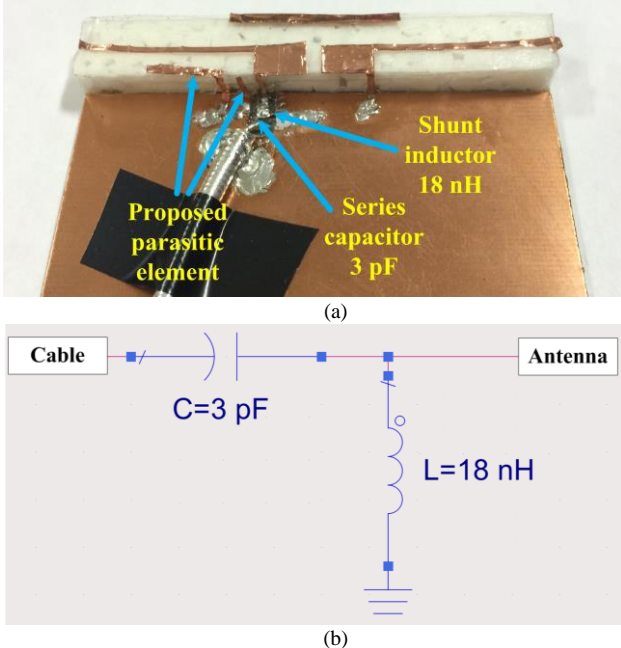 Shunt
inductor
18 nH
Proposed
parasitic
element
Series
capacitor
3 pF
(a)
Cable
Antenna
C=3 pF
L=18 nH
(b)